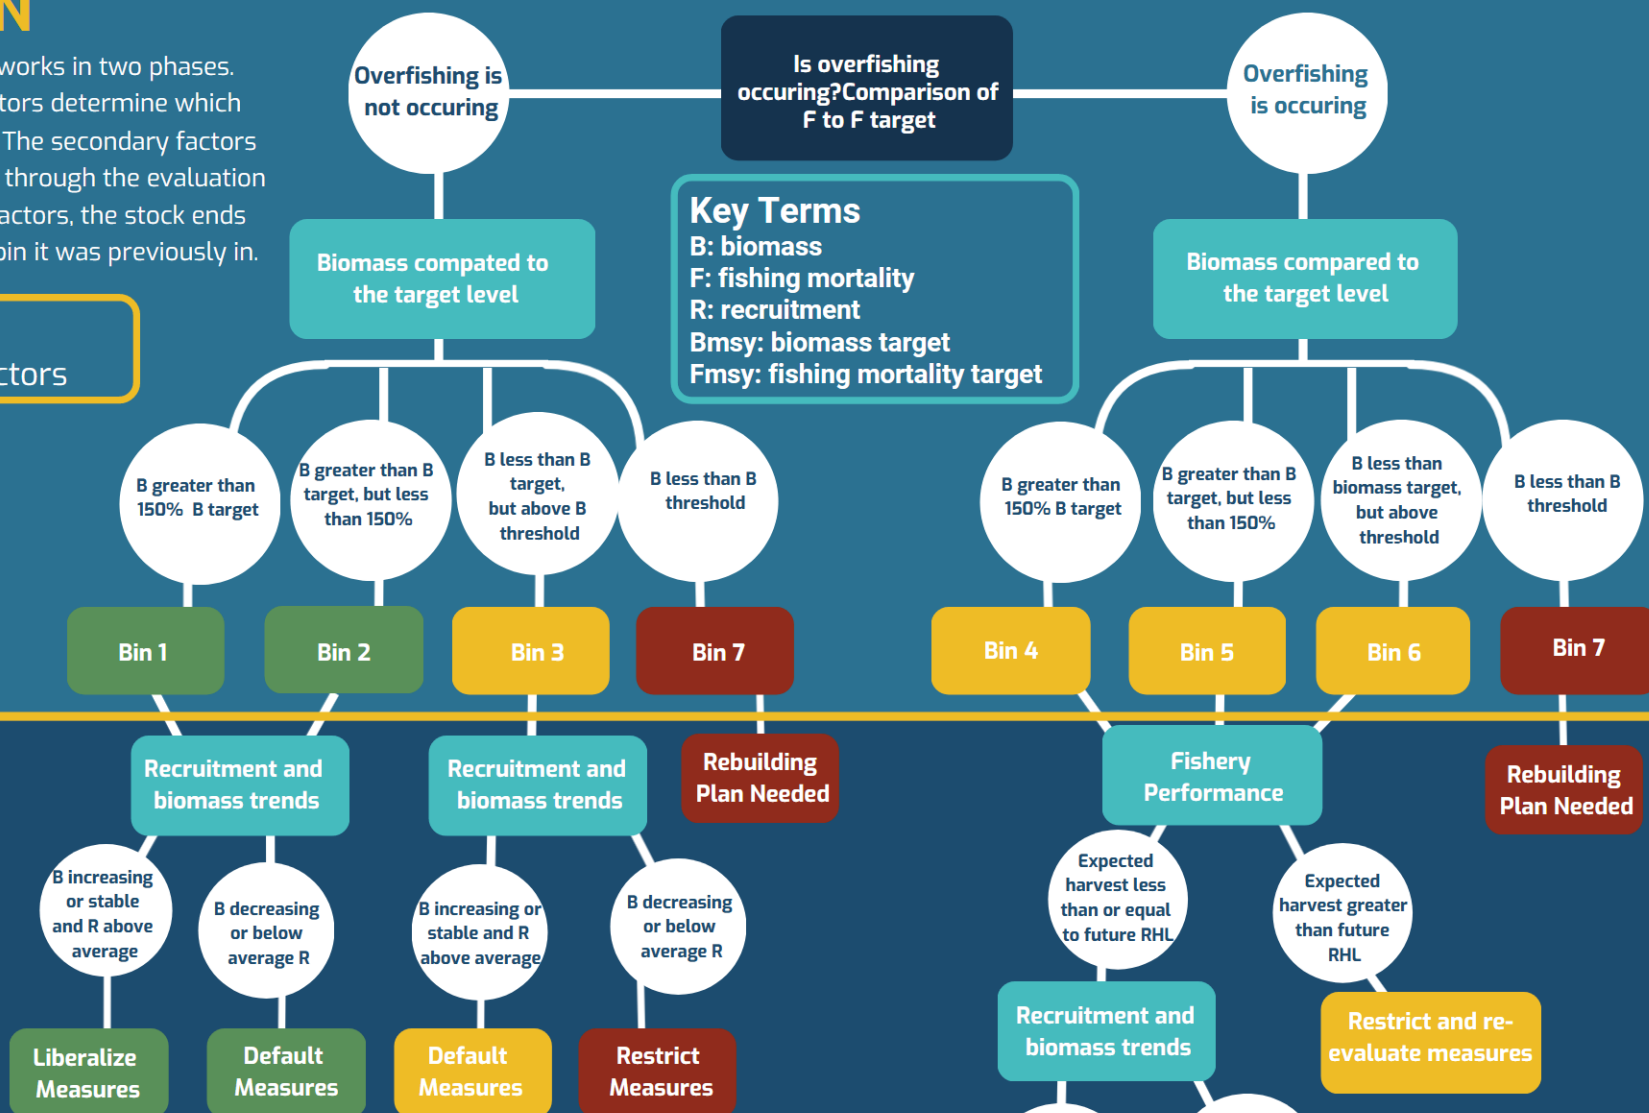 N
works in two phases.
tors determine which
The secondary factors
through the evaluation
actors, the stock ends
bin it was previously in.
ctors
Overfishing is
not occuring
Is overfishing
occuring?Comparison of
F to F target
Overfishing
is occuring
Key Terms
B: biomass
F: fishing mortality
R: recruitment
Bmsy: biomass target
Fmsy: fishing mortality target
Biomass compated to
the target level
Biomass compared to
the target level
B greater than
150% B target
B greater than B
target, but less
than 150%
B less than B
target,
but above B
threshold
B less than B
threshold
B greater than
150% B target
B greater than B
target, but less
than 150%
B less than
biomass target,
but above
threshold
B less than B
threshold
Bin 1
Bin 2
Bin 3
Bin 7
Bin 4
Bin 5
Bin 6
Bin 7
Recruitment and
biomass trends
Recruitment and
biomass trends
Rebuilding
Plan Needed
Fishery
Performance
Rebuilding
Plan Needed
B increasing
or stable
and R above
average
B decreasing
or below
average R
B increasing or
stable and R
above average
B decreasing
or below
average R
Expected
harvest less
than or equal
to future RHL
Expected
harvest greater
than future
RHL
Liberalize
Measures
Default
Measures
Default
Measures
Restrict
Measures
Recruitment and
biomass trends
Restrict and re-
evaluate measures